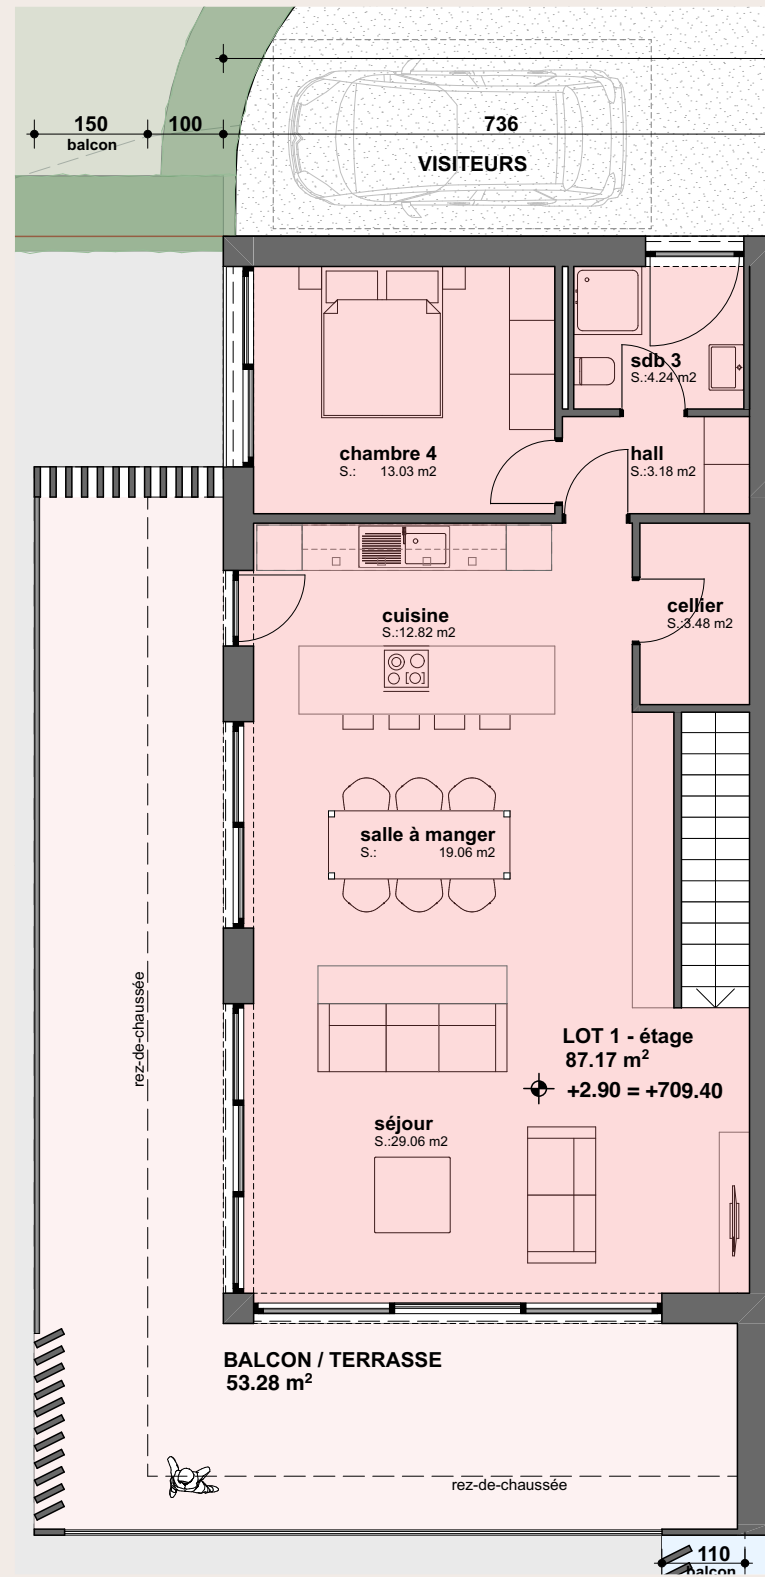 150
100
736
balcon
VISITEURS
sdb 3
S.:4.24 m2
chambre 4
S.: 13.03 m2
hall
S.:3.18 m2
cuisine
S.:12.82 m2
cellier
S.:3.48 m2
salle à manger
S.: 19.06 m2
rez-de-chaussée
LOT 1 - étage
87.17 m²
+2.90 = +709.40
séjour
S.:29.06 m2
BALCON / TERRASSE
53.28 m²
rez-de-chaussée
110
balcon